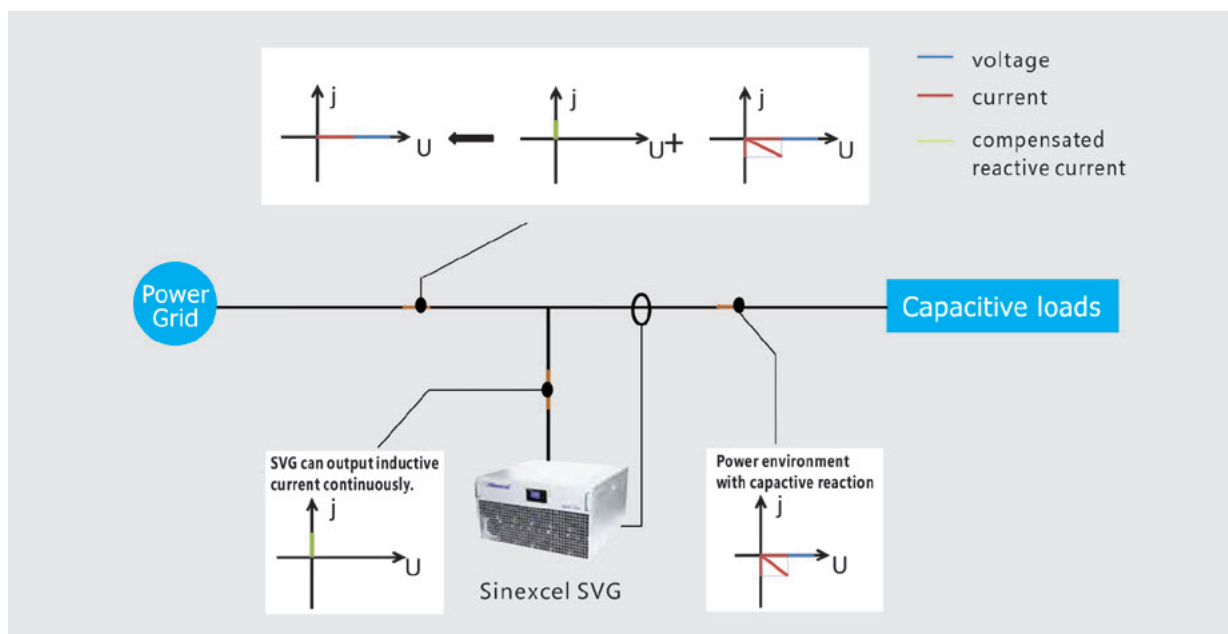 voltage
current
compensated
reactive current
j
U
j
U
+
j
U
Power
Grid
Capacitive loads
SVG can output inductive
current continuously.
j
U
Sinexcel SVG
Power environment
with capactive reaction
j
U